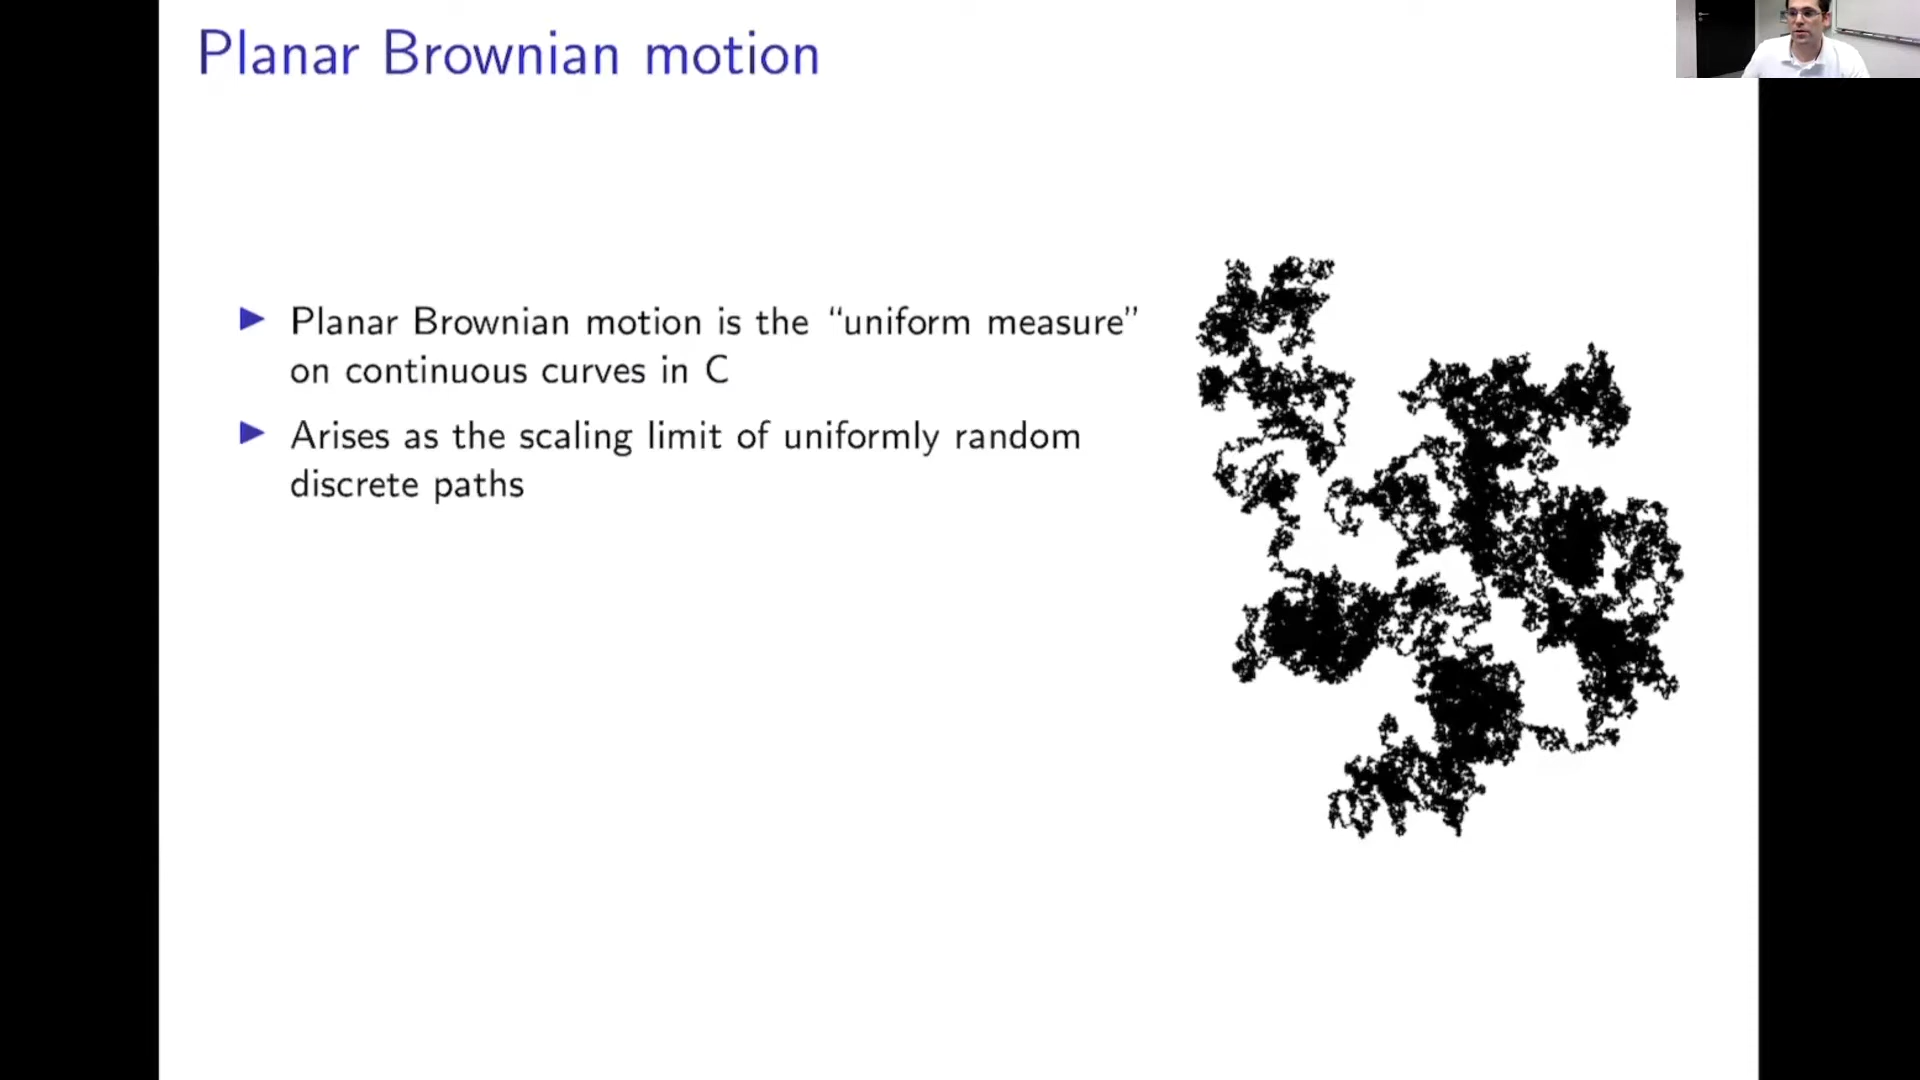 Planar Brownian motion
Planar Brownian motion is the “uniform measure”
on continuous curves in C
Arises as the scaling limit of uniformly random
discrete paths